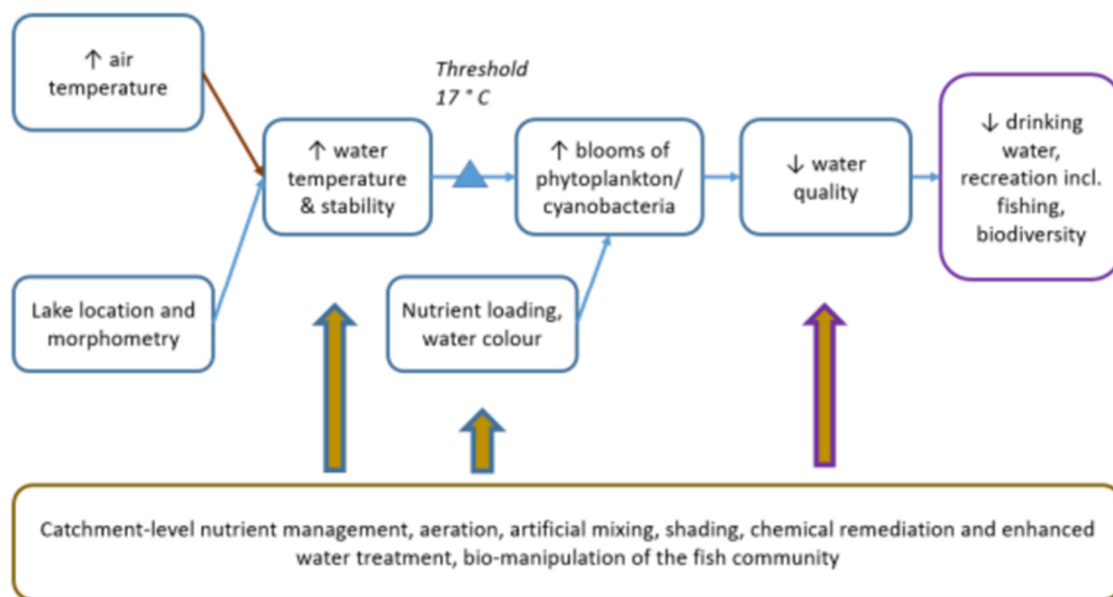 ↑ air
temperature
Threshold
17 ° C
↑ water
temperature
& stability
↑ blooms of
phytoplankton/
cyanobacteria
↓ water
quality
↓ drinking
water,
recreation incl.
fishing,
biodiversity
Lake location and
morphometry
Nutrient loading,
water colour
Catchment-level nutrient management, aeration, artificial mixing, shading, chemical remediation and enhanced
water treatment, bio-manipulation of the fish community